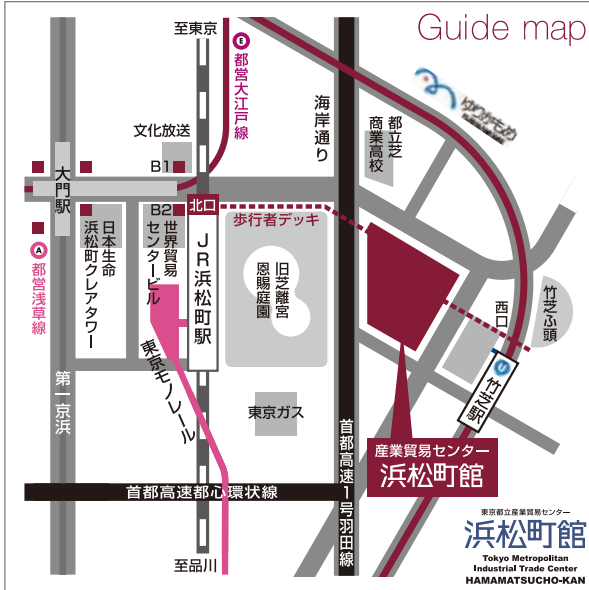 Guide map
至東京
E
都営大江戸線
海岸通り
都立芝
商業高校
ゆりかもめ
文化放送
B1
大門駅
北口
歩行者デッキ
B2
A
都営浅草線
日本生命
浜松町クレアタワー
世界貿易
センタービル
JR浜松町駅
旧芝離宮
恩賜庭園
西口
竹芝ふ頭
U
竹芝駅
東京モノレール
第一京浜
東京ガス
首都高速1号羽田線
産業貿易センター
浜松町館
首都高速都心環状線
至品川
東京都立産業貿易センター
浜松町館
Tokyo Metropolitan
Industrial Trade Center
HAMAMATSUCHO-KAN